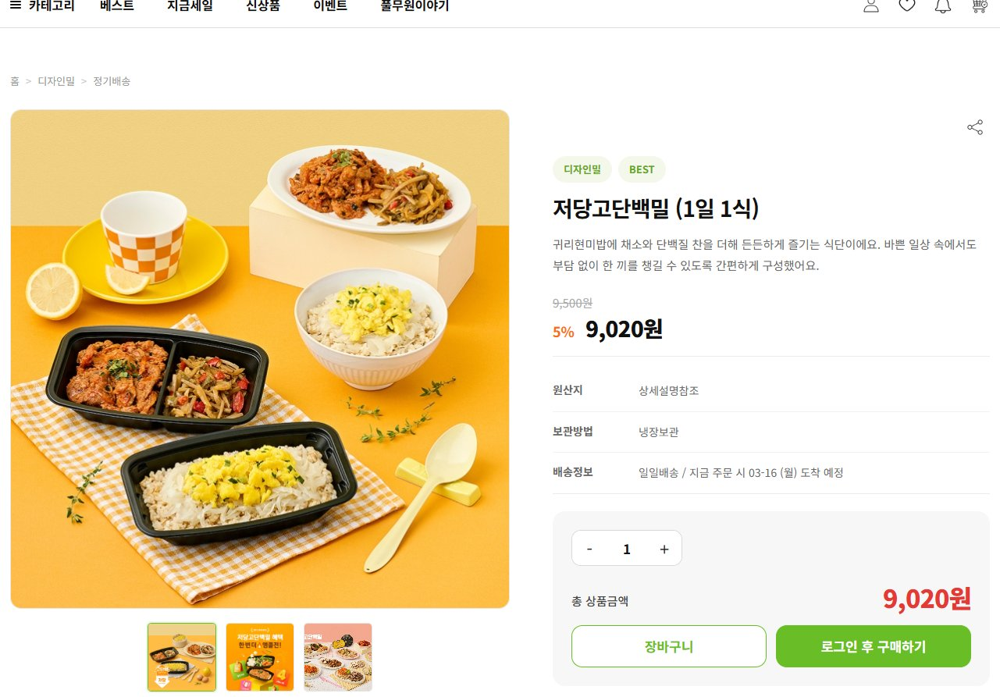 카테고리 베스트 지금세일 신상품 이벤트 풀무원이야기
홈 > 디자인밀 > 정기배송
디자인밀 BEST
저당고단백밀 (1일 1식)
귀리현미밥에 채소와 단백질 찬을 더해 든든하게 즐기는 식단이에요. 바쁜 일상 속에서도
부담 없이 한 끼를 챙길 수 있도록 간편하게 구성했어요.
9,500원
5% 9,020원
원산지 상세설명참조
보관방법 냉장보관
배송정보 일일배송 / 지금 주문 시 03-16 (월) 도착 예정
- 1 +
총 상품금액 9,020원
장바구니 로그인 후 구매하기
저당고단백밀 혜택